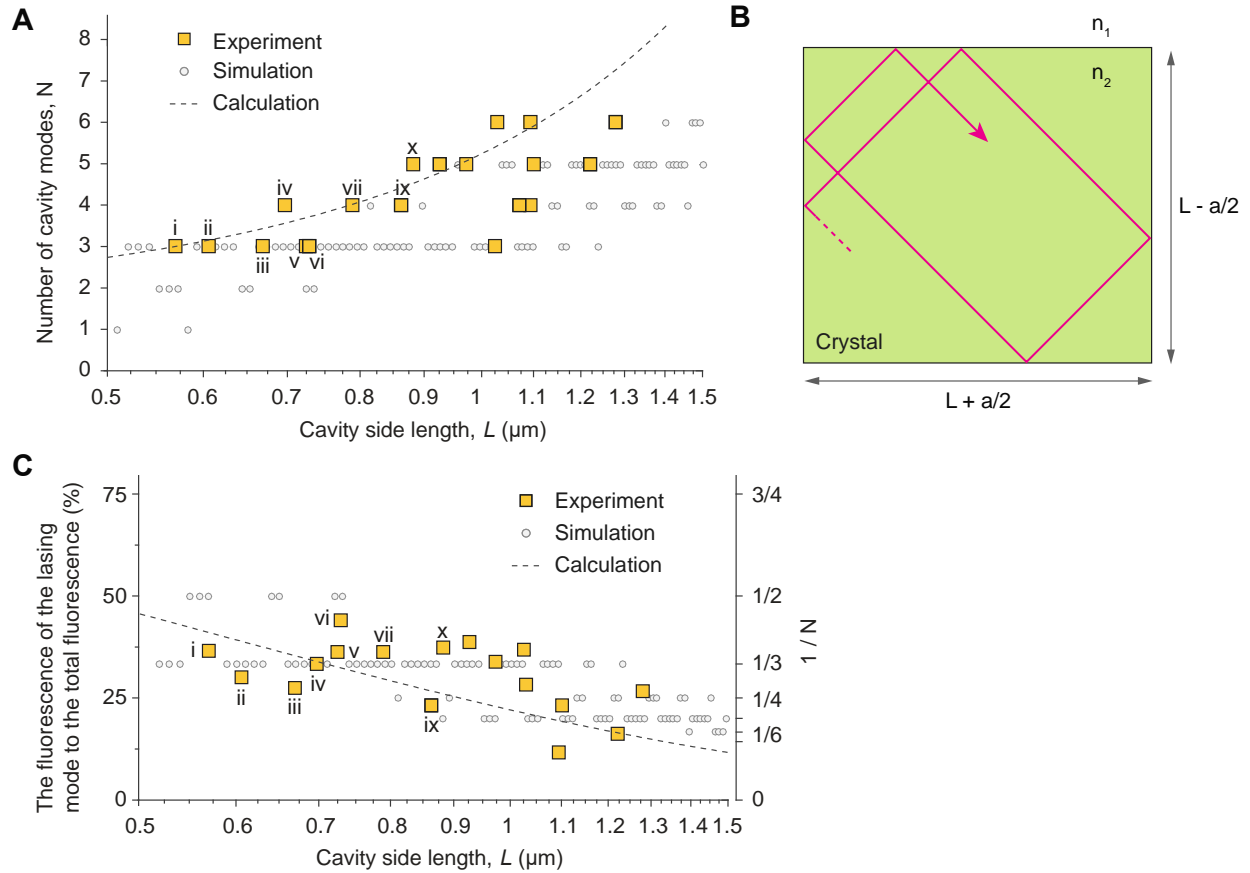 A
Number of cavity modes, N
8
7
6
5
4
3
2
1
0
Experiment
Simulation
Calculation
i
ii
iii
iv
v
vi
vii
ix
x
0.5 0.6 0.7 0.8 0.9 1 1.1 1.2 1.3 1.4 1.5
Cavity side length, L (μm)
B
n1
n2
Crystal
L - a/2
L + a/2
C
The fluorescence of the lasing
mode to the total fluorescence (%)
75
50
25
0
Experiment
Simulation
Calculation
i
ii
iii
iv
v
vi
vii
ix
x
3/4
1/2
1/3
1/4
1/6
0
1 / N
0.5 0.6 0.7 0.8 0.9 1 1.1 1.2 1.3 1.4 1.5
Cavity side length, L (μm)